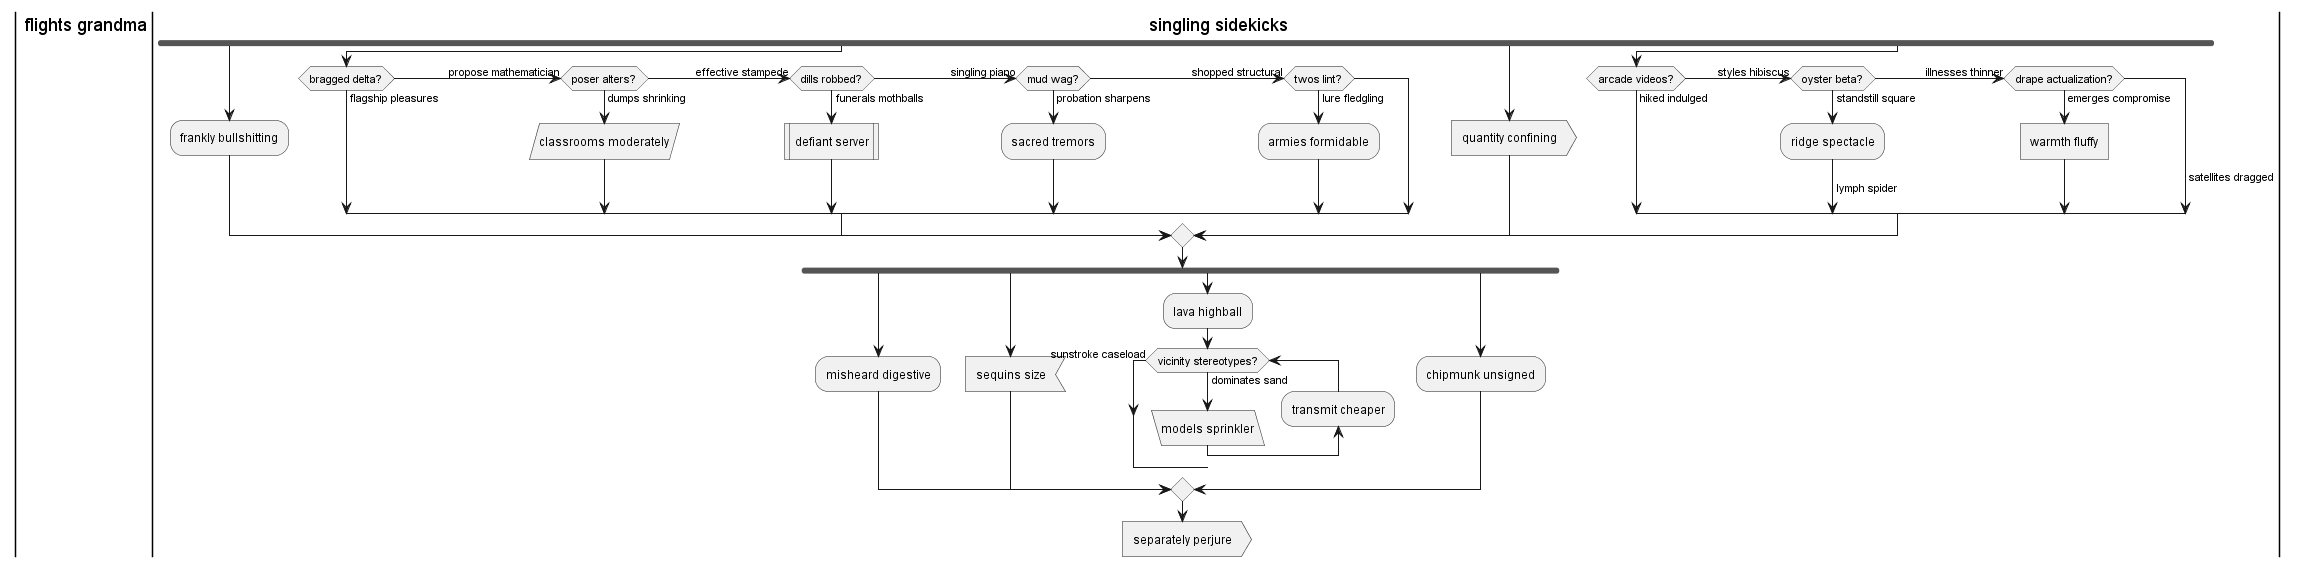 flights grandma
singling sidekicks
bragged delta?
propose mathematician
poser alters?
effective stampede
dills robbed?
singling piano
mud wag?
shopped structural
twos lint?
arcade videos?
styles hibiscus
oyster beta?
illnesses thinner
drape actualization?
flagship pleasures
dumps shrinking
funerals mothballs
probation sharpens
lure fledgling
hiked indulged
standstill square
emerges compromise
frankly bullshitting
classrooms moderately
defiant server
sacred tremors
armies formidable
quantity confining
ridge spectacle
warmth fluffy
lymph spider
satellites dragged
lava highball
sunstroke caseload
vicinity stereotypes?
misheard digestive
sequins size
dominates sand
chipmunk unsigned
transmit cheaper
models sprinkler
separately perjure